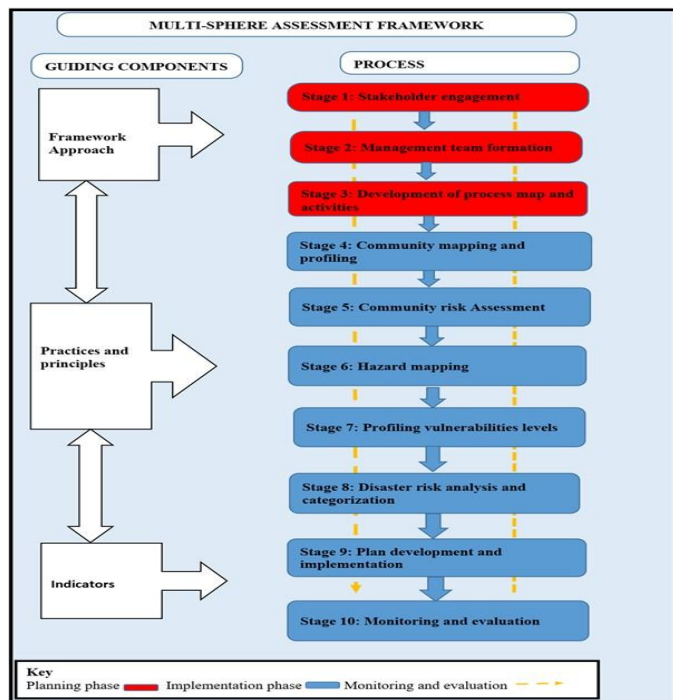 MULTI-SPHERE ASSESSMENT FRAMEWORK
GUIDING COMPONENTS
PROCESS
Framework
Approach
Practices and
principles
Indicators
Stage 1: Stakeholder engagement
Stage 2: Management team formation
Stage 3: Development of process map and
activities
Stage 4: Community mapping and
profiling
Stage 5: Community risk Assessment
Stage 6: Hazard mapping
Stage 7: Profiling vulnerabilities levels
Stage 8: Disaster risk analysis and
categorization
Stage 9: Plan development and
implementation
Stage 10: Monitoring and evaluation
Key
Planning phase Implementation phase Monitoring and evaluation